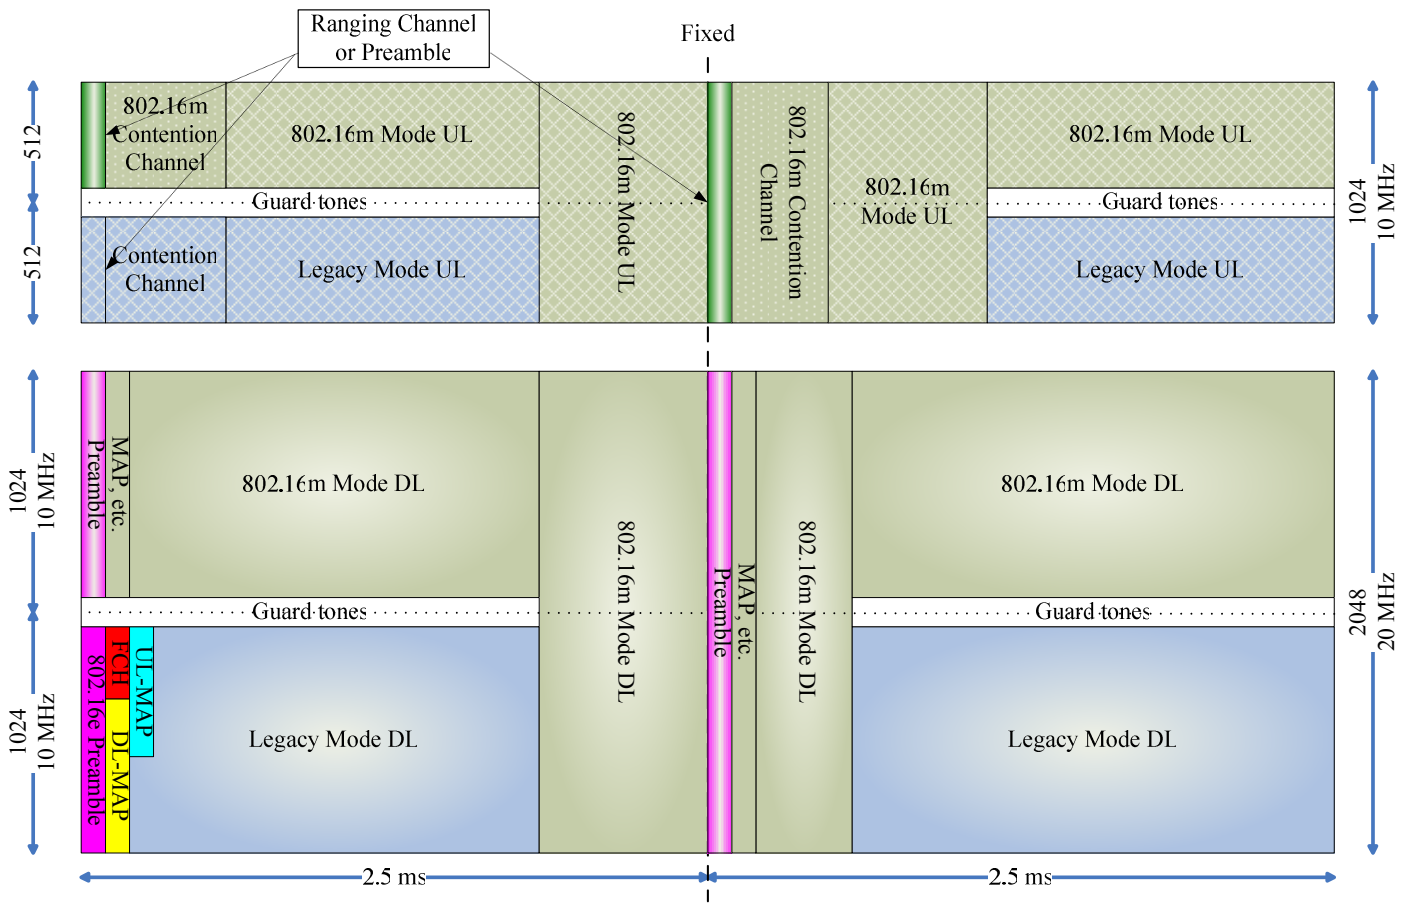 Ranging Channel
or Preamble
Fixed
802.16m
Contention
Channel
802.16m Mode UL
Guard tones
Contention
Channel
Legacy Mode UL
802.16m Mode UL
802.16m Contention
Channel
802.16m
Mode UL
802.16m Mode UL
Guard tones
Legacy Mode UL
512
512
1024
10 MHz
Preamble
MAP, etc.
802.16m Mode DL
Guard tones
802.16e Preamble
FCH
DL-MAP
UL-MAP
Legacy Mode DL
802.16m Mode DL
Preamble
MAP, etc.
802.16m Mode DL
802.16m Mode DL
Guard tones
Legacy Mode DL
1024
10 MHz
1024
10 MHz
2048
20 MHz
2.5 ms
2.5 ms